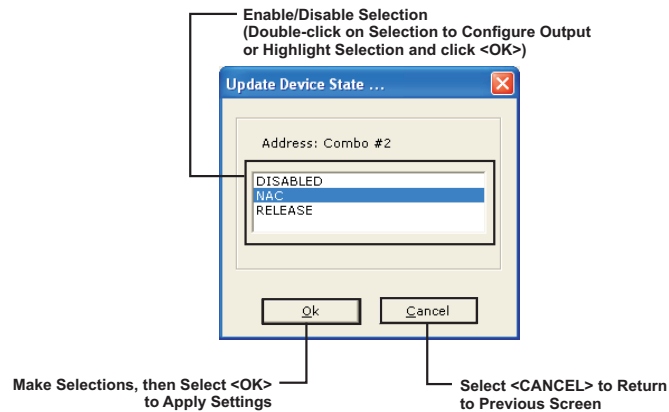 Enable/Disable Selection
(Double-click on Selection to Configure Output
or Highlight Selection and click <OK>)
Update Device State ...
Address: Combo #2
DISABLED
NAC
RELEASE
Ok
Cancel
Make Selections, then Select <OK>
to Apply Settings
Select <CANCEL> to Return
to Previous Screen